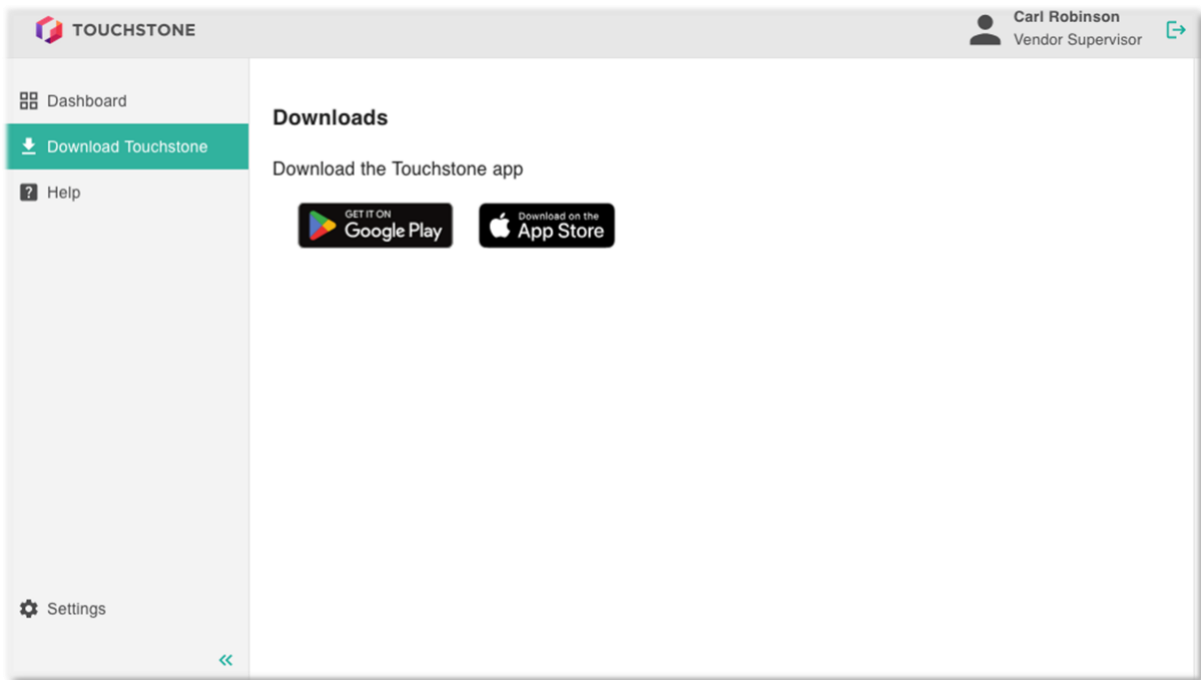 TOUCHSTONE
Carl Robinson
Vendor Supervisor
Dashboard
Download Touchstone
Help
Settings
Downloads
Download the Touchstone app
GET IT ON
Google Play
Download on the
App Store